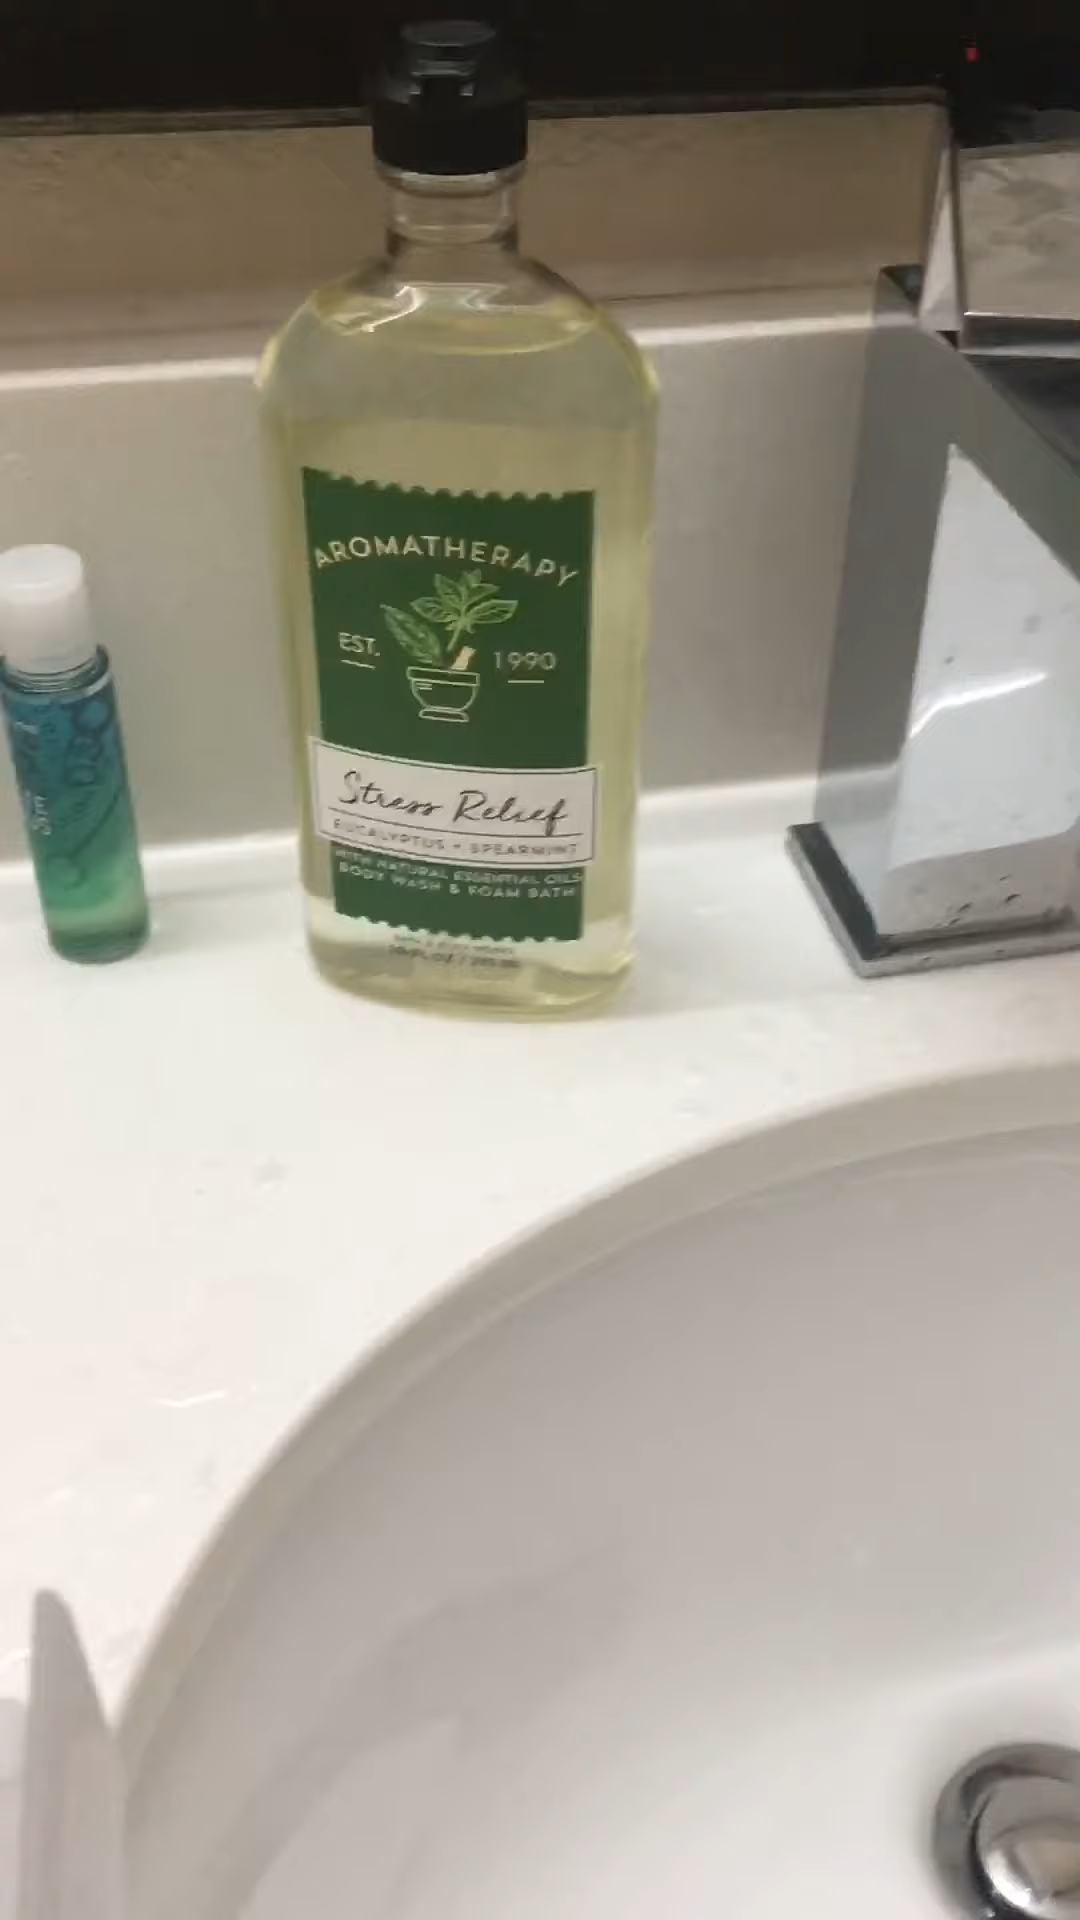 AROMATHERAPY
EST. 1990
Stress Relief
EUCALYPTUS + SPEARMINT
WITH NATURAL ESSENTIAL OILS
BODY WASH & FOAM BATH